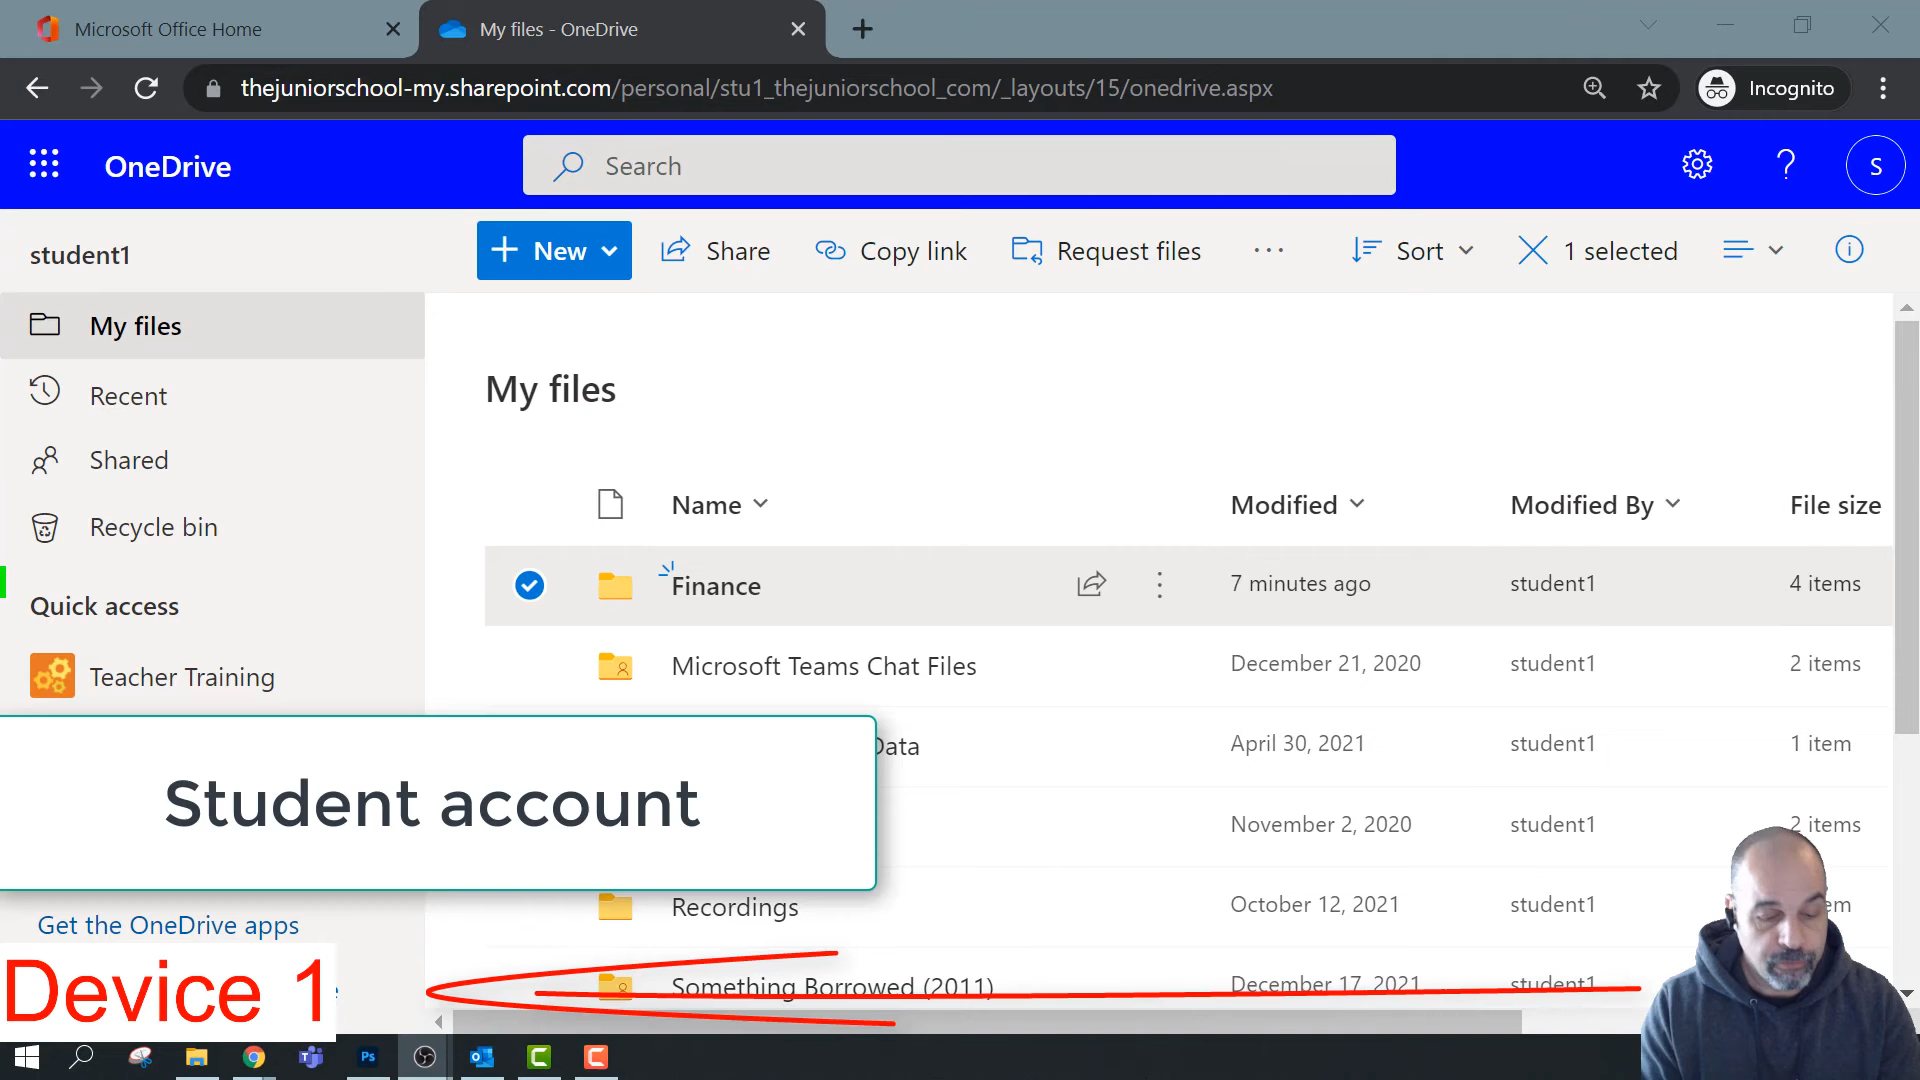 Microsoft Office Home
My files - OneDrive
thejuniorschool-my.sharepoint.com/personal/stu1_thejuniorschool_com/_layouts/15/onedrive.aspx
Incognito
OneDrive
Search
S
student1
New
Share
Copy link
Request files
Sort
1 selected
My files
Recent
Shared
Recycle bin
Quick access
Teacher Training
Get the OneDrive apps
My files
Name
Modified
Modified By
File size
Finance
7 minutes ago
student1
4 items
Microsoft Teams Chat Files
December 21, 2020
student1
2 items
Data
April 30, 2021
student1
1 item
November 2, 2020
student1
2 items
Recordings
October 12, 2021
student1
Something Borrowed (2011)
December 17, 2021
student1
Student account
Device 1
Ps